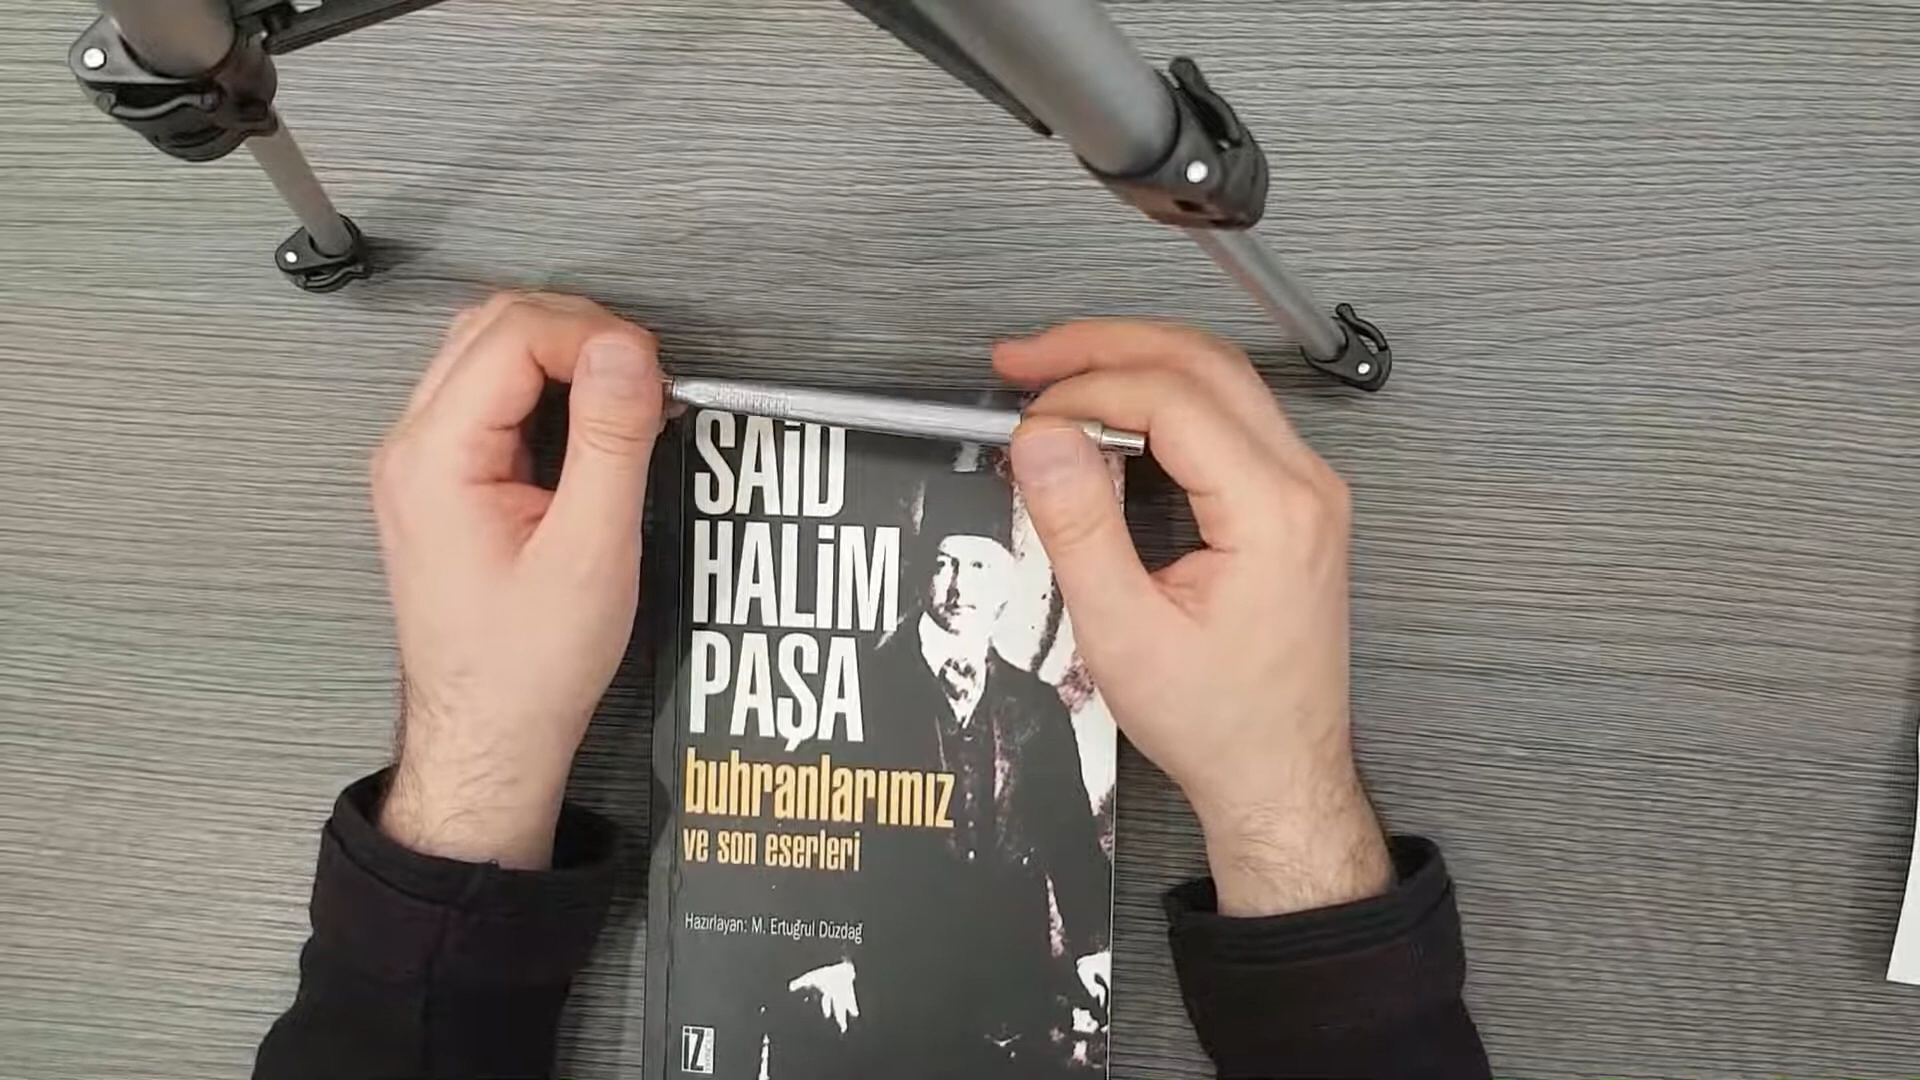 SAİD
HALİM
PAŞA
buhranlarımız
ve son eserleri
Hazırlayan: M. Ertuğrul Düzdağ
İZ